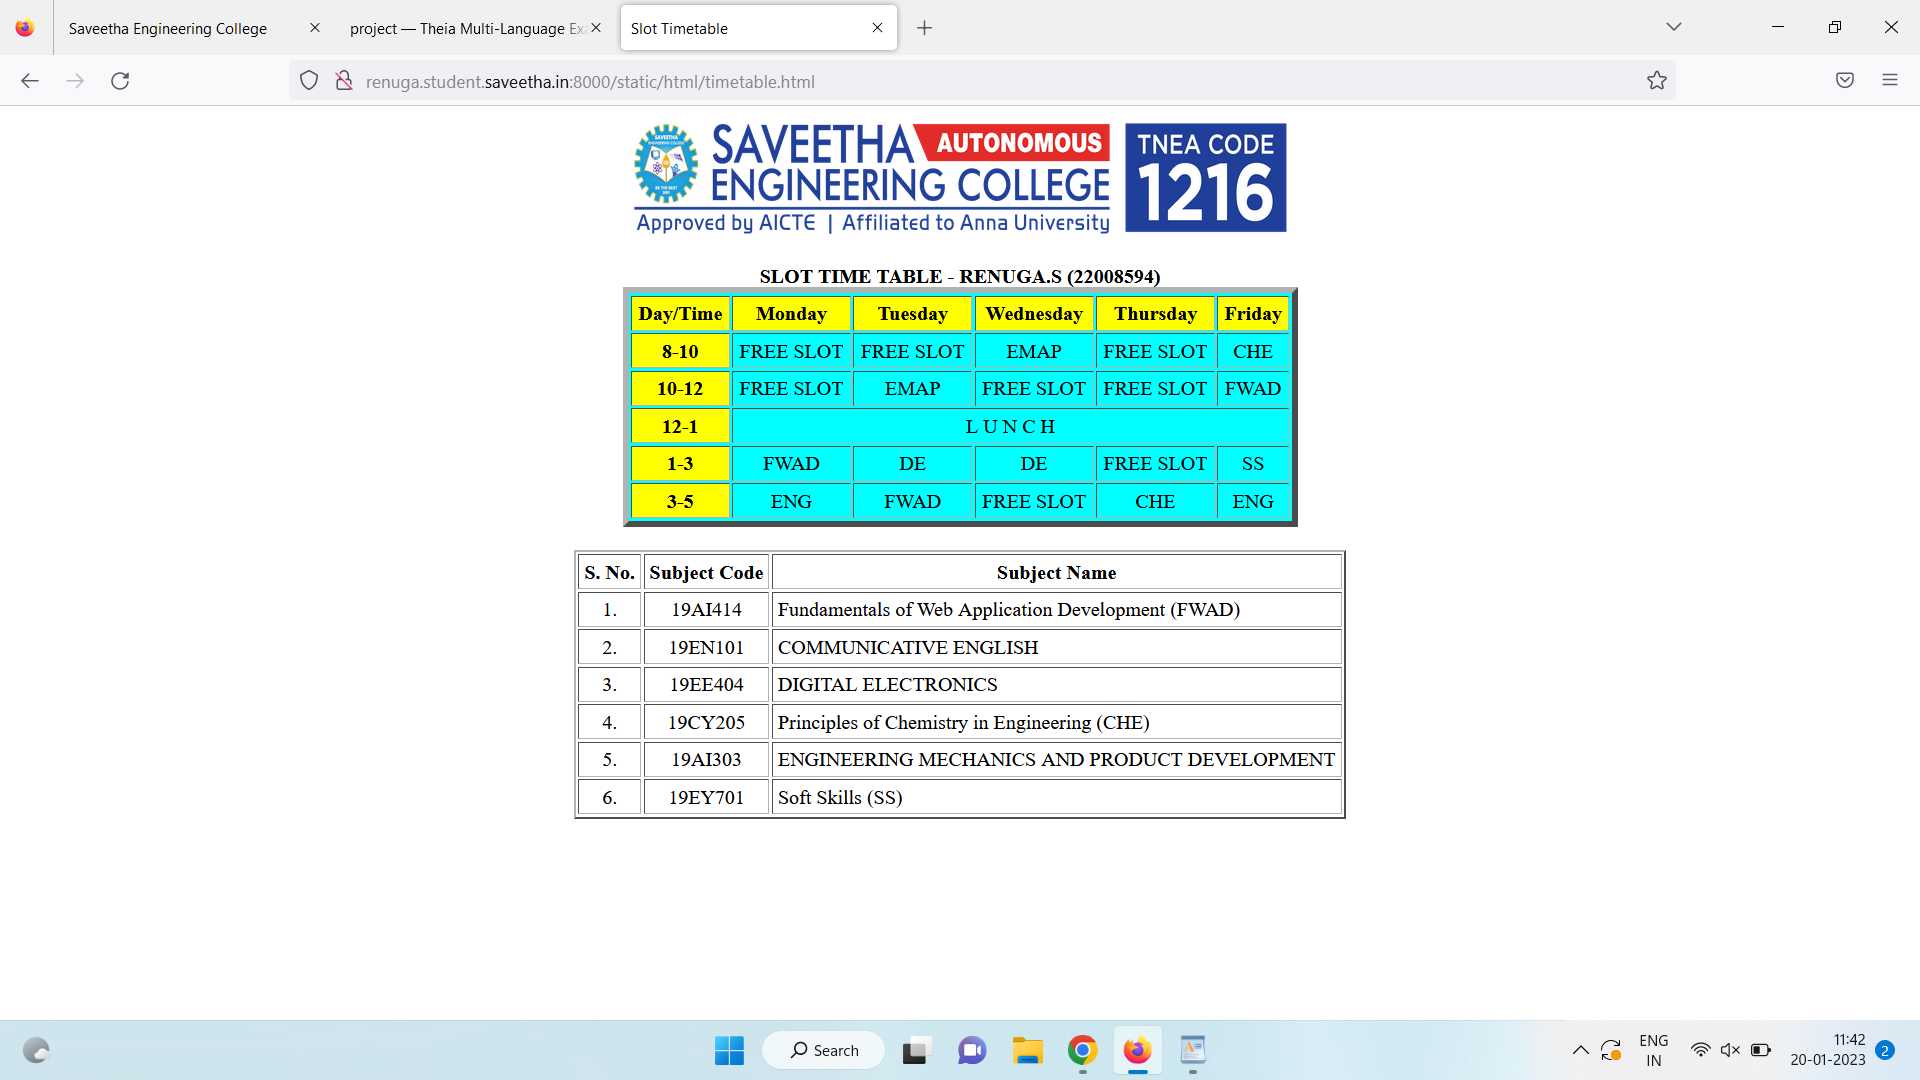 Saveetha Engineering College
project — Theia Multi-Language Ex
Slot Timetable
renuga.student.saveetha.in:8000/static/html/timetable.html
SAVEETHA AUTONOMOUS
ENGINEERING COLLEGE
Approved by AICTE | Affiliated to Anna University
TNEA CODE
1216
SLOT TIME TABLE - RENUGA.S (22008594)
Day/Time Monday Tuesday Wednesday Thursday Friday
8-10 FREE SLOT FREE SLOT EMAP FREE SLOT CHE
10-12 FREE SLOT EMAP FREE SLOT FREE SLOT FWAD
12-1 L U N C H
1-3 FWAD DE DE FREE SLOT SS
3-5 ENG FWAD FREE SLOT CHE ENG
S. No. Subject Code Subject Name
1. 19AI414 Fundamentals of Web Application Development (FWAD)
2. 19EN101 COMMUNICATIVE ENGLISH
3. 19EE404 DIGITAL ELECTRONICS
4. 19CY205 Principles of Chemistry in Engineering (CHE)
5. 19AI303 ENGINEERING MECHANICS AND PRODUCT DEVELOPMENT
6. 19EY701 Soft Skills (SS)
Search
ENG
IN
11:42
20-01-2023
2